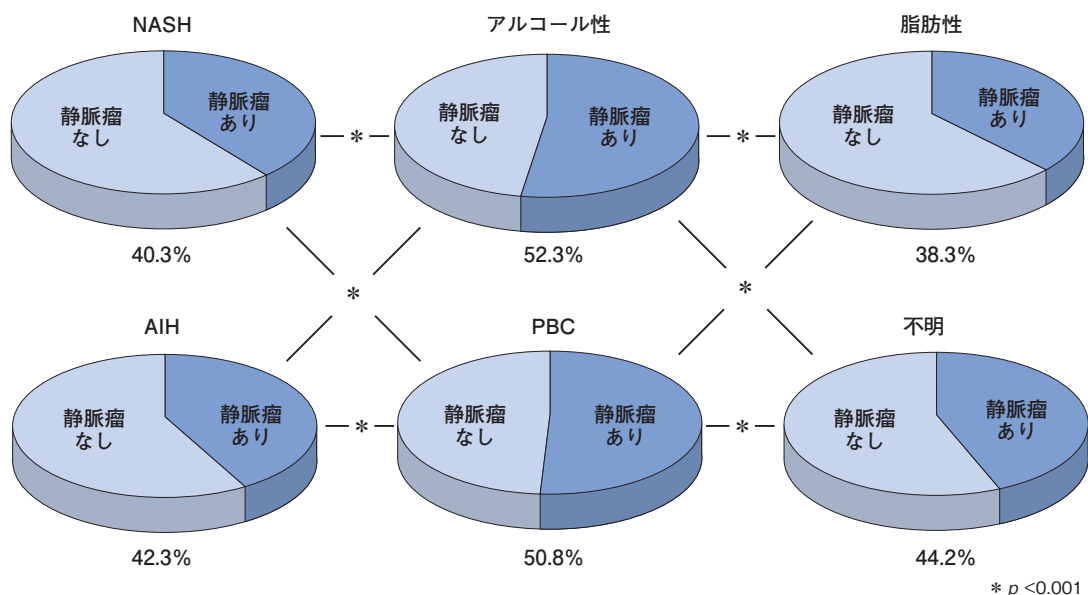 NASH
アルコール性
脂肪性
静脈瘤
なし
静脈瘤
あり
*
静脈瘤
なし
静脈瘤
あり
*
静脈瘤
なし
静脈瘤
あり
40.3%
52.3%
38.3%
*
*
AIH
PBC
不明
静脈瘤
なし
静脈瘤
あり
*
静脈瘤
なし
静脈瘤
あり
*
静脈瘤
なし
静脈瘤
あり
42.3%
50.8%
44.2%
* p <0.001